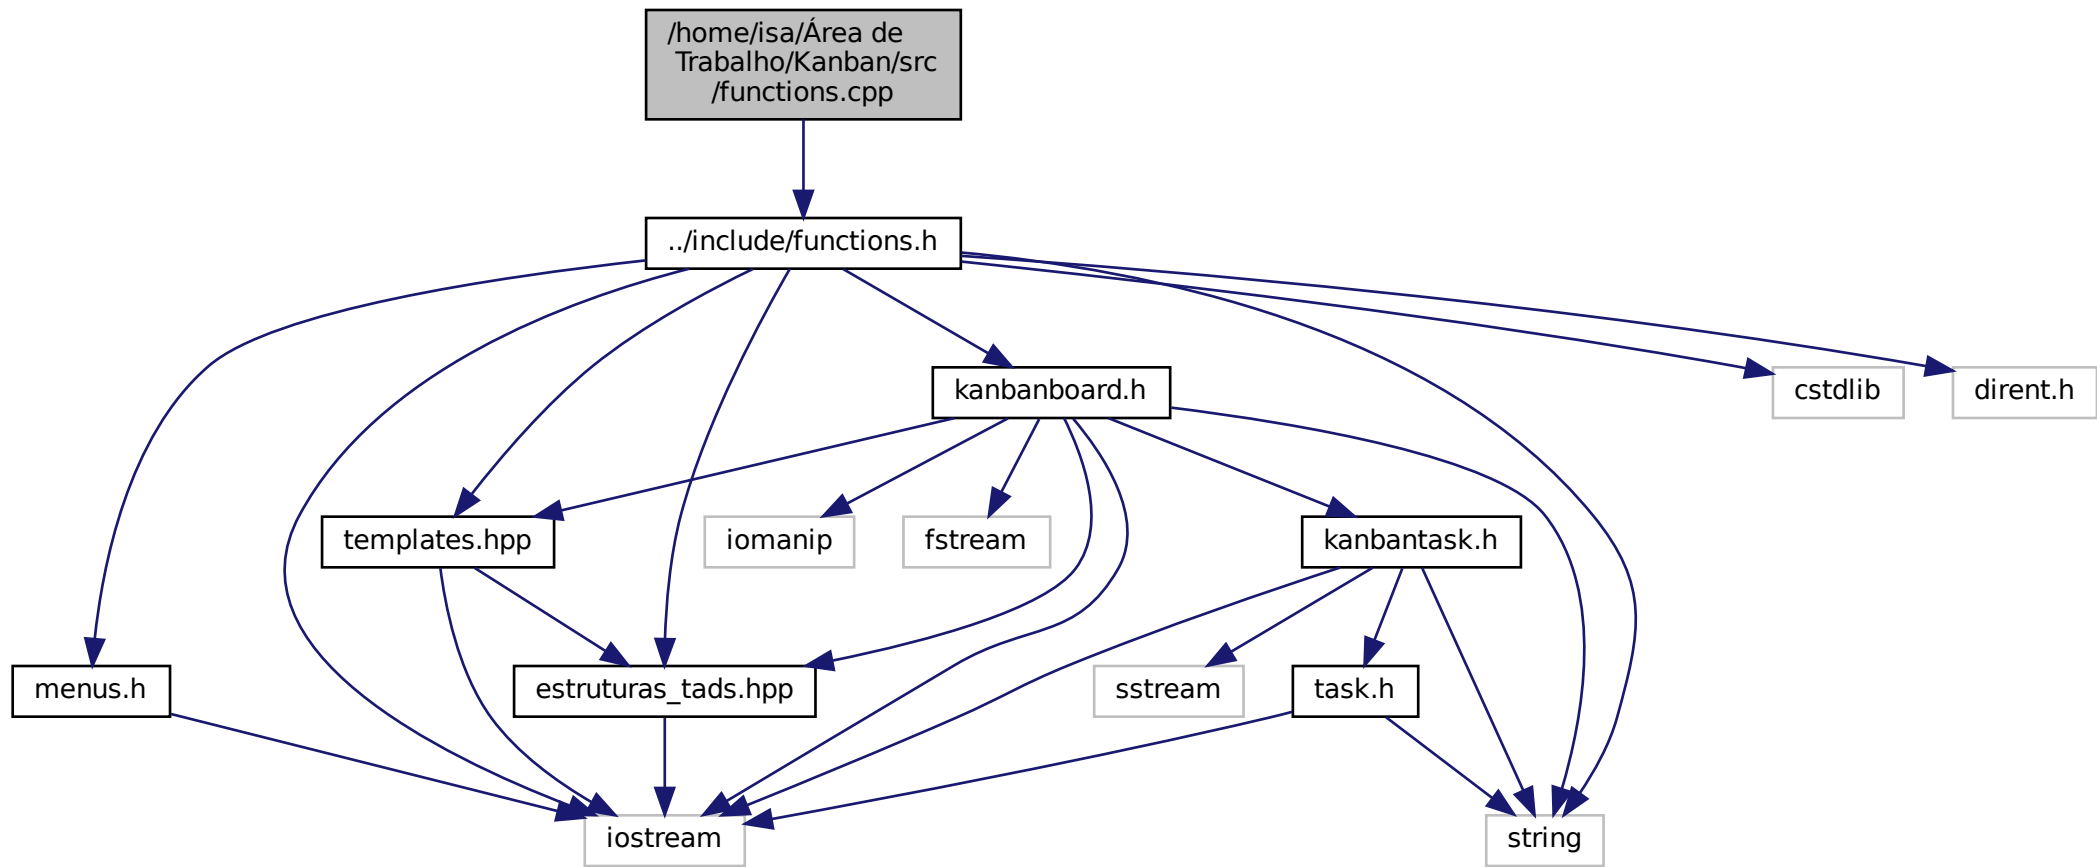 /home/isa/Área de
Trabalho/Kanban/src
/functions.cpp
../include/functions.h
kanbanboard.h
cstdlib
dirent.h
templates.hpp
iomanip
fstream
kanbantask.h
menus.h
estruturas_tads.hpp
sstream
task.h
iostream
string